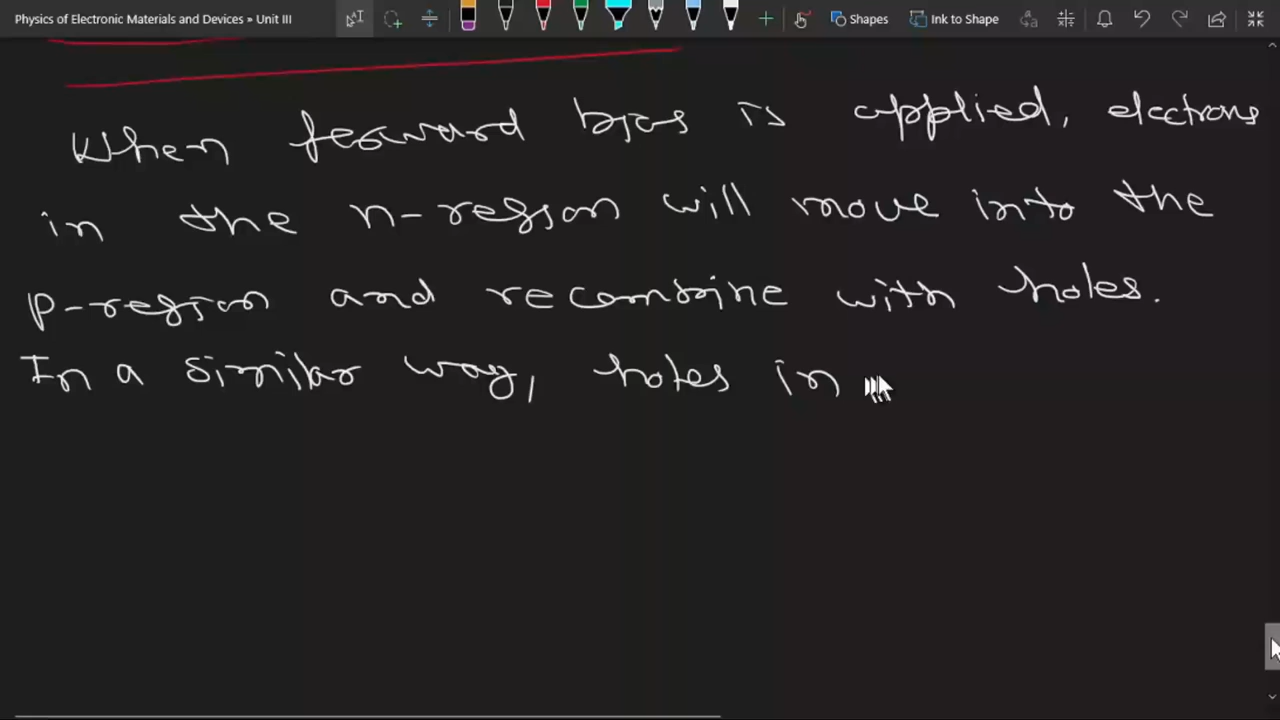 Physics of Electronic Materials and Devices » Unit III
Shapes
Ink to Shape
When forward bias is applied, electrons
in the n-region will move into the
p-region and recombine with holes.
In a similar way, holes in